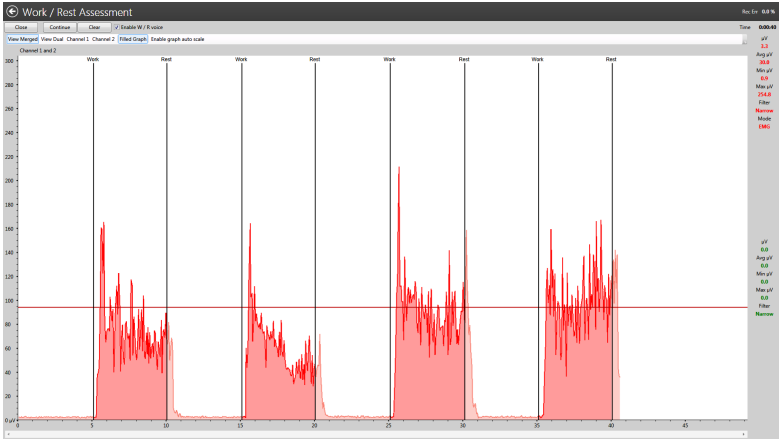 Work / Rest Assessment
Rec Err 0.0 %
Close Continue Clear Enable W / R voice
Time 0:00:40
View Merged View Dual Channel 1 Channel 2 Filled Graph Enable graph auto scale
Channel 1 and 2
Work Rest Work Rest Work Rest Work Rest
300
280
260
240
220
200
180
160
140
120
100
80
60
40
20
0 µV
0 5 10 15 20 25 30 35 40 45
µV
3.3
Avg µV
30.0
Min µV
0.9
Max µV
254.8
Filter
Narrow
Mode
EMG
µV
0.0
Avg µV
0.0
Min µV
0.0
Max µV
0.0
Filter
Narrow